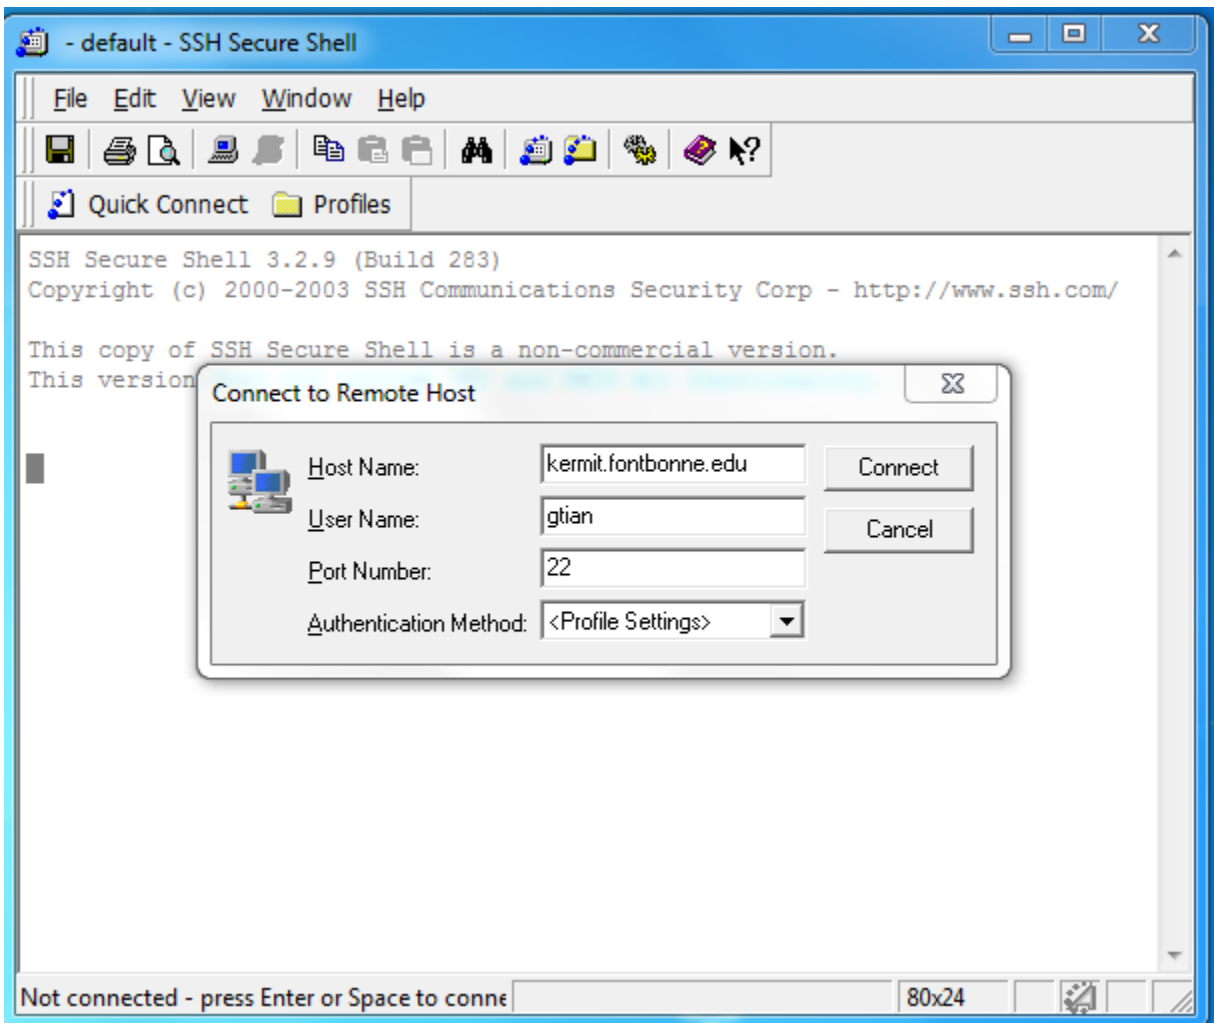 - default - SSH Secure Shell
File Edit View Window Help
Quick Connect Profiles
SSH Secure Shell 3.2.9 (Build 283)
Copyright (c) 2000-2003 SSH Communications Security Corp - http://www.ssh.com/
This copy of SSH Secure Shell is a non-commercial version.
This version
Connect to Remote Host
Host Name: kermit.fontbonne.edu Connect
User Name: gtian Cancel
Port Number: 22
Authentication Method: <Profile Settings>
Not connected - press Enter or Space to conne 80x24